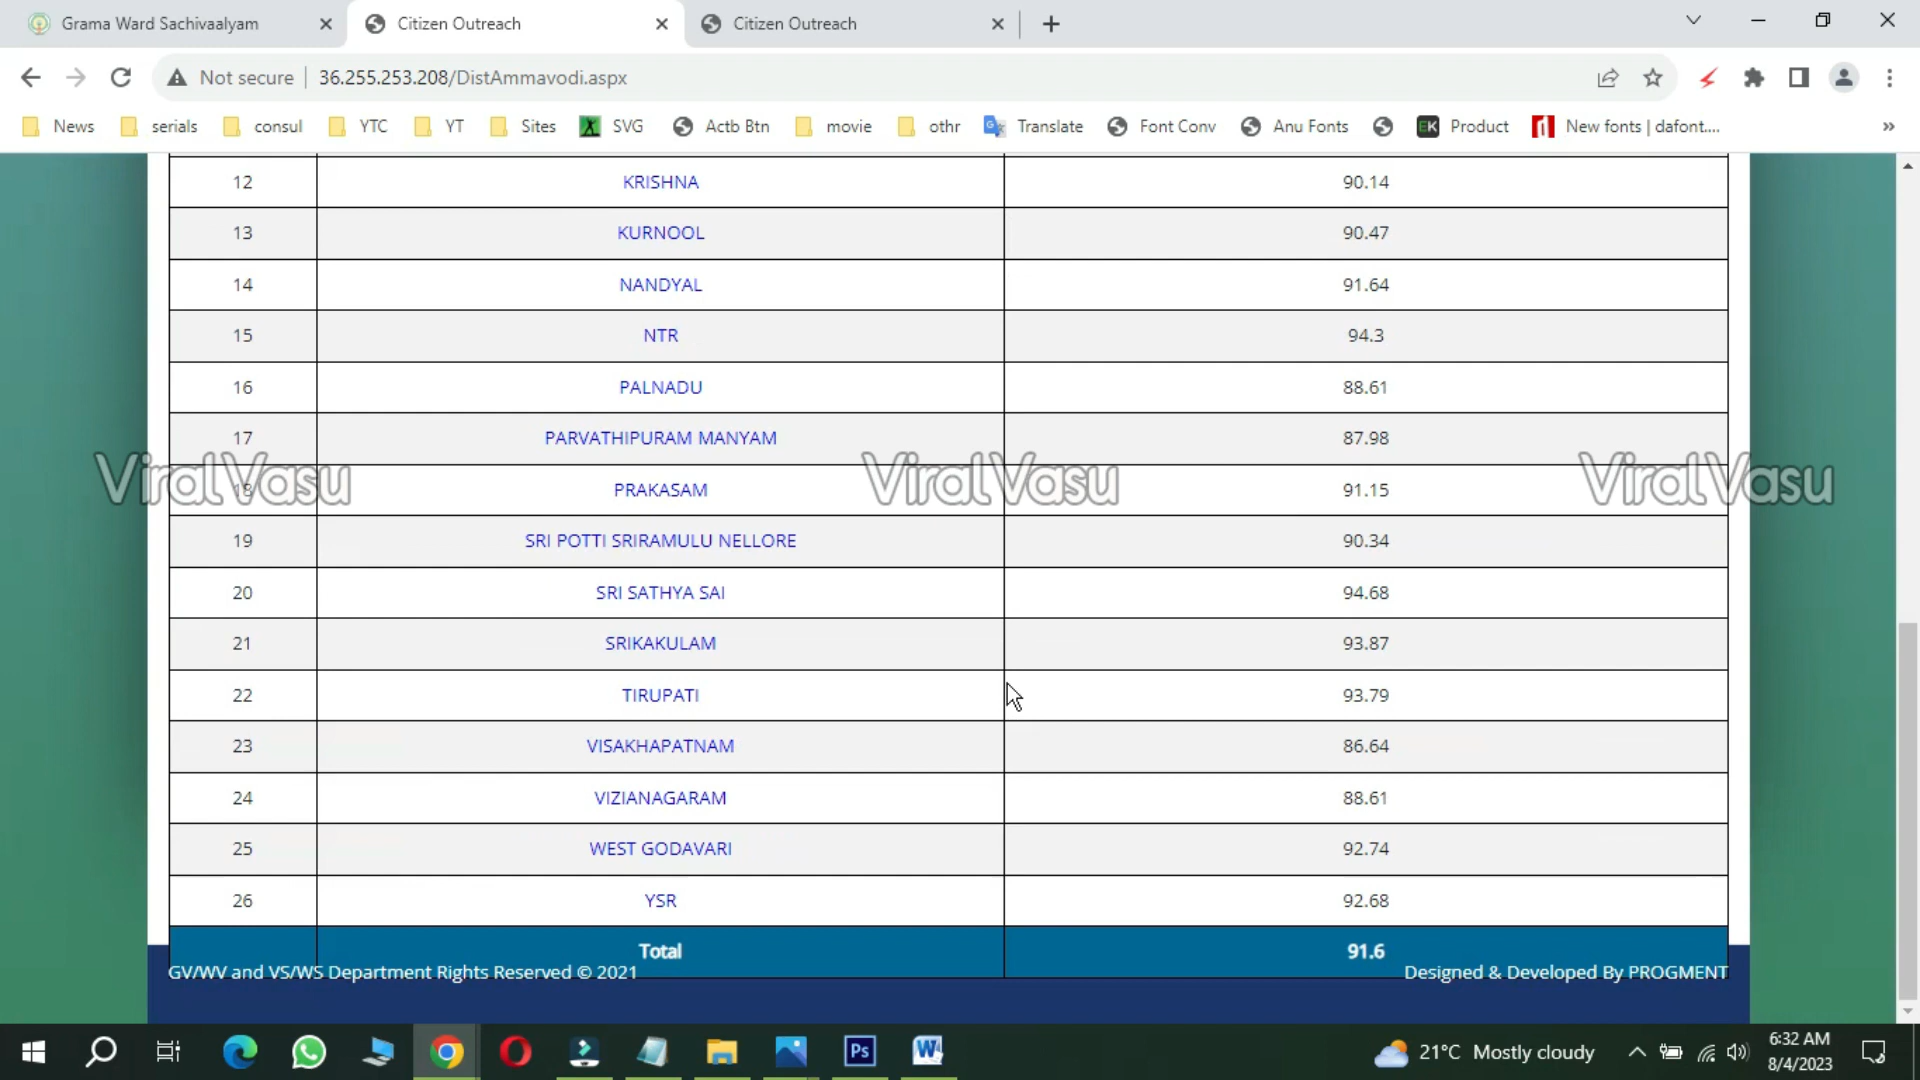 Grama Ward Sachivaalyam
Citizen Outreach
Citizen Outreach
Not secure
36.255.253.208/DistAmmavodi.aspx
News
serials
consul
YTC
YT
Sites
SVG
Actb Btn
movie
othr
Translate
Font Conv
Anu Fonts
EK
Product
New fonts | dafont....
12 KRISHNA 90.14
13 KURNOOL 90.47
14 NANDYAL 91.64
15 NTR 94.3
16 PALNADU 88.61
17 PARVATHIPURAM MANYAM 87.98
ViralVasu ViralVasu ViralVasu
18 PRAKASAM 91.15
19 SRI POTTI SRIRAMULU NELLORE 90.34
20 SRI SATHYA SAI 94.68
21 SRIKAKULAM 93.87
22 TIRUPATI 93.79
23 VISAKHAPATNAM 86.64
24 VIZIANAGARAM 88.61
25 WEST GODAVARI 92.74
26 YSR 92.68
Total 91.6
GV/WV and VS/WS Department Rights Reserved © 2021
Designed & Developed By PROGMENT
Ps
W
21°C Mostly cloudy
6:32 AM
8/4/2023